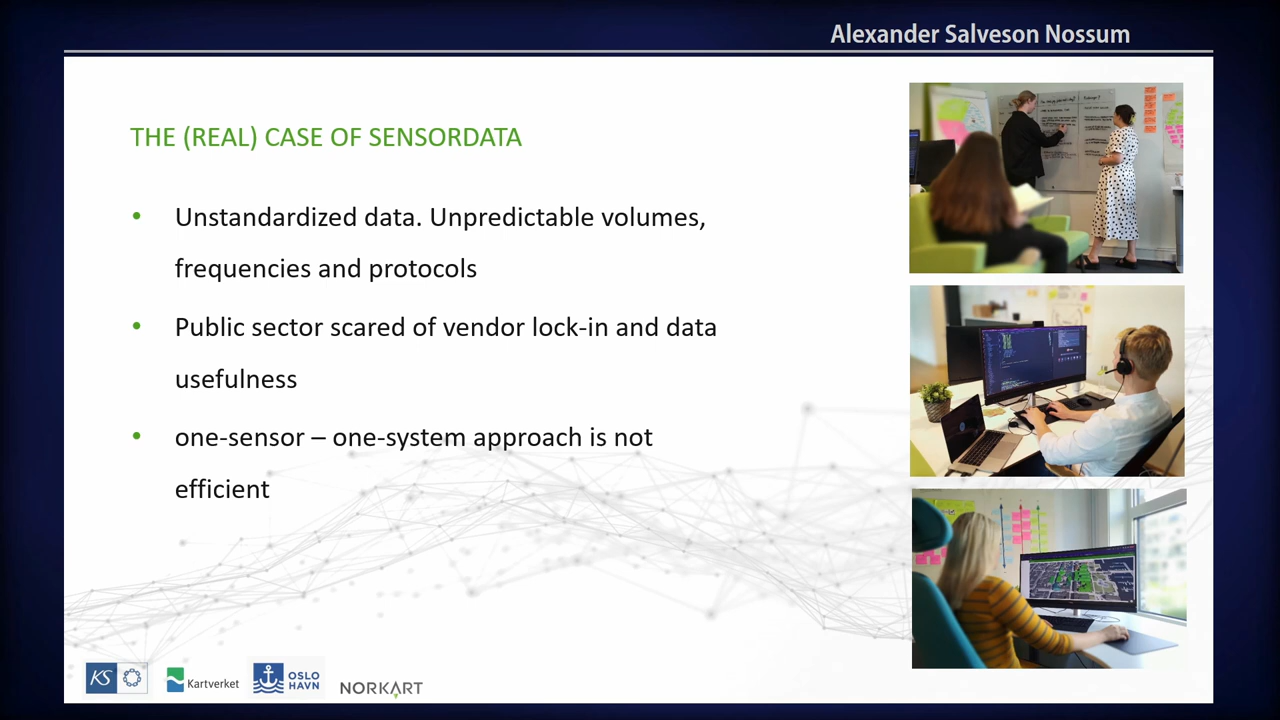 Alexander Salveson Nossum
THE (REAL) CASE OF SENSORDATA
• Unstandardized data. Unpredictable volumes,
frequencies and protocols
• Public sector scared of vendor lock-in and data
usefulness
• one-sensor – one-system approach is not
efficient
KS
Kartverket
OSLO
HAVN
NORKART